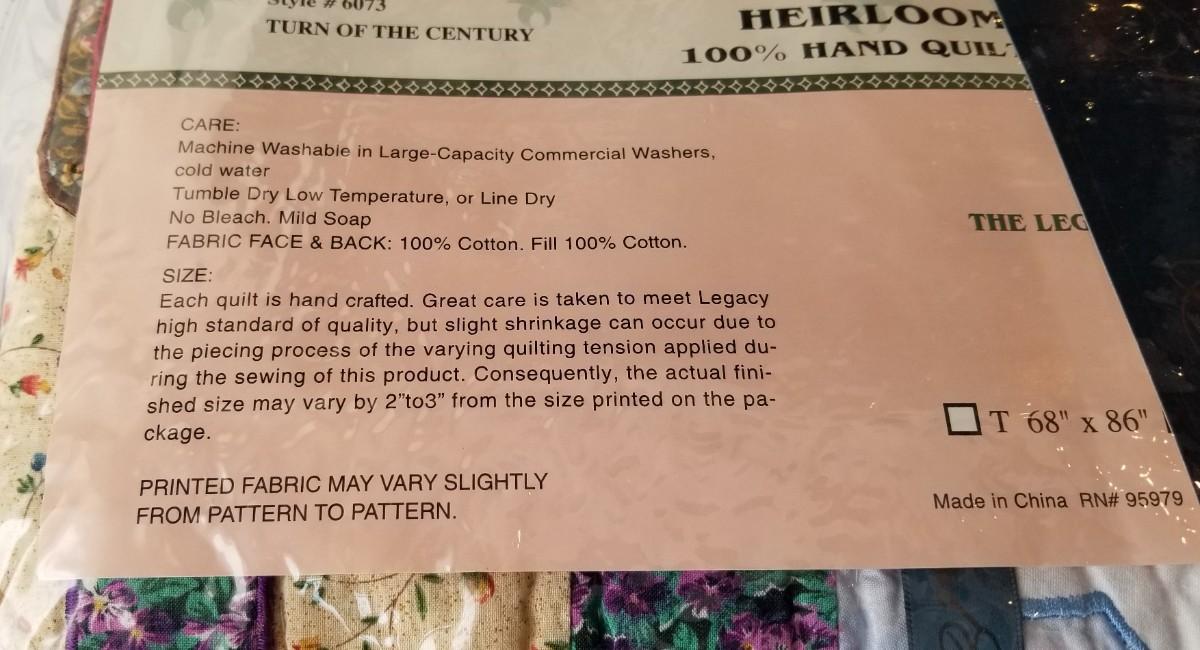 Style # 6073
TURN OF THE CENTURY
HEIRLOOM
100% HAND QUIL
CARE:
Machine Washable in Large-Capacity Commercial Washers,
cold water
Tumble Dry Low Temperature, or Line Dry
No Bleach. Mild Soap
FABRIC FACE & BACK: 100% Cotton. Fill 100% Cotton.
SIZE:
Each quilt is hand crafted. Great care is taken to meet Legacy
high standard of quality, but slight shrinkage can occur due to
the piecing process of the varying quilting tension applied du-
ring the sewing of this product. Consequently, the actual fini-
shed size may vary by 2”to3” from the size printed on the pa-
ckage.
PRINTED FABRIC MAY VARY SLIGHTLY
FROM PATTERN TO PATTERN.
THE LEG
T 68" x 86"
Made in China RN# 95979